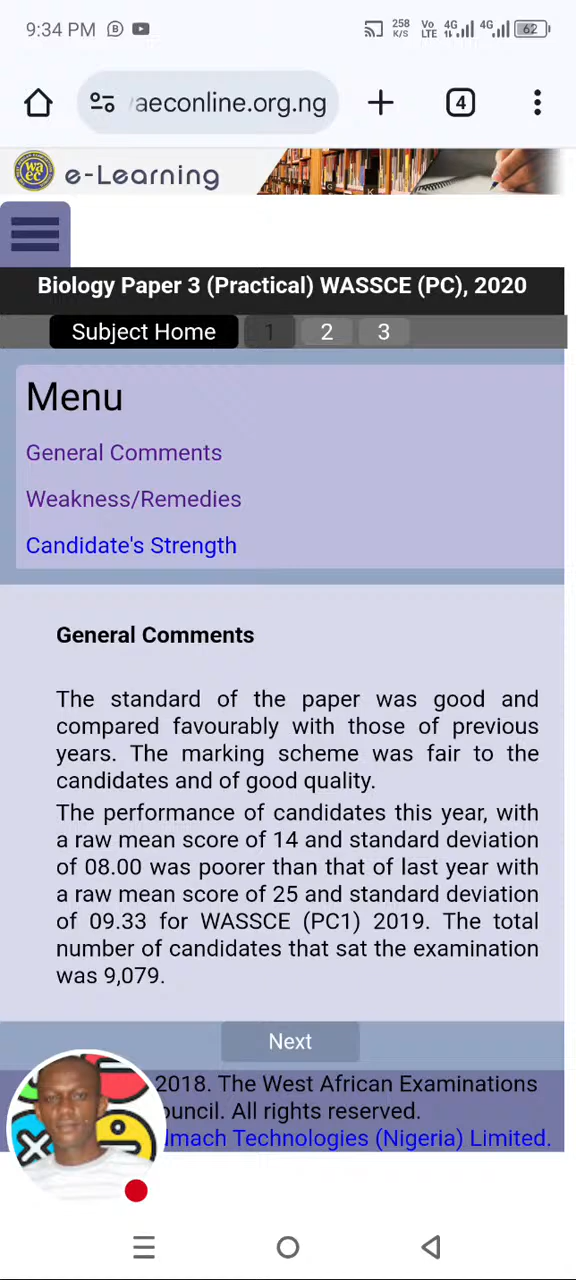 9:34 PM
258
K/S
Vo
LTE
4G
4G
62
aeconline.org.ng
4
wa
ec
e-Learning
Biology Paper 3 (Practical) WASSCE (PC), 2020
Subject Home 1 2 3
Menu
General Comments
Weakness/Remedies
Candidate's Strength
General Comments
The standard of the paper was good and
compared favourably with those of previous
years. The marking scheme was fair to the
candidates and of good quality.
The performance of candidates this year, with
a raw mean score of 14 and standard deviation
of 08.00 was poorer than that of last year with
a raw mean score of 25 and standard deviation
of 09.33 for WASSCE (PC1) 2019. The total
number of candidates that sat the examination
was 9,079.
Next
2018. The West African Examinations
ouncil. All rights reserved.
lmach Technologies (Nigeria) Limited.